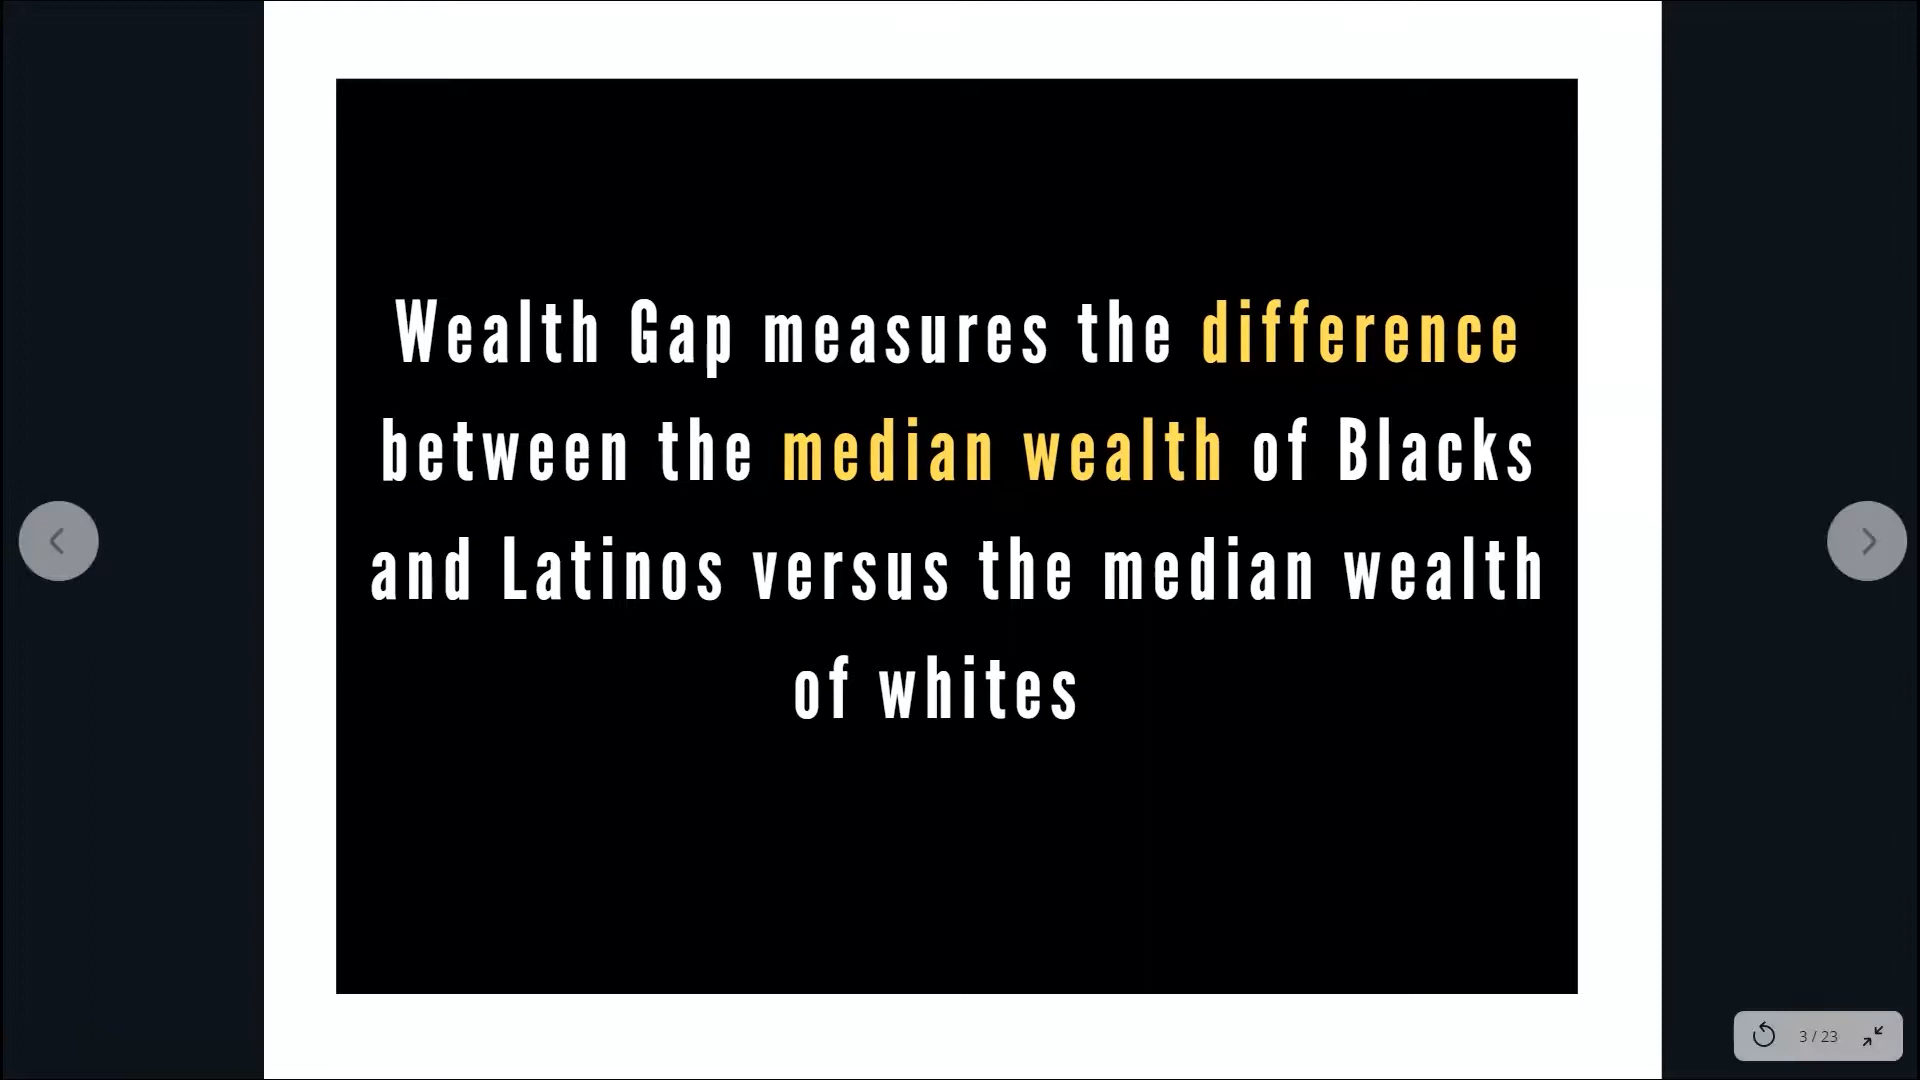 Wealth Gap measures the difference
between the median wealth of Blacks
and Latinos versus the median wealth
of whites
3 / 23